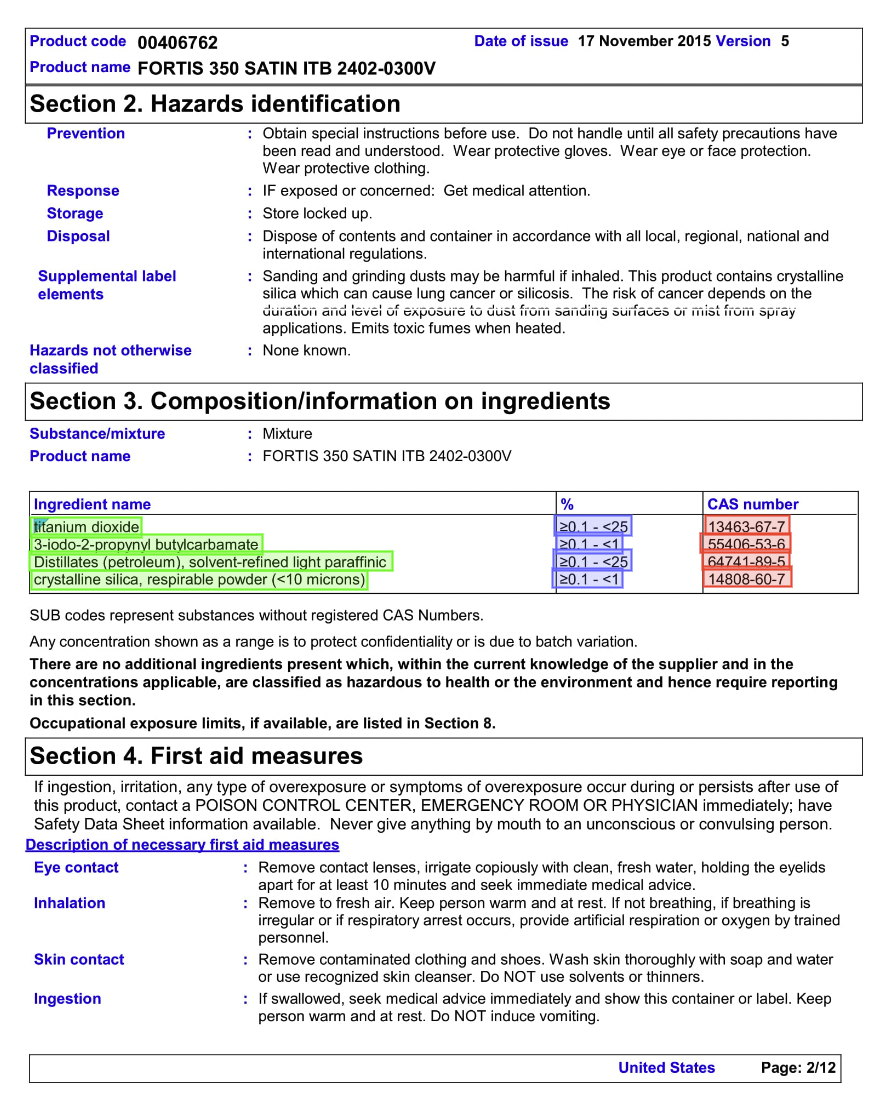 Product code 00406762 Date of issue 17 November 2015 Version 5
Product name FORTIS 350 SATIN ITB 2402-0300V
Section 2. Hazards identification
Prevention : Obtain special instructions before use. Do not handle until all safety precautions have
been read and understood. Wear protective gloves. Wear eye or face protection.
Wear protective clothing.
Response : IF exposed or concerned: Get medical attention.
Storage : Store locked up.
Disposal : Dispose of contents and container in accordance with all local, regional, national and
international regulations.
Supplemental label : Sanding and grinding dusts may be harmful if inhaled. This product contains crystalline
elements silica which can cause lung cancer or silicosis. The risk of cancer depends on the
duration and level of exposure to dust from sanding surfaces or mist from spray
applications. Emits toxic fumes when heated.
Hazards not otherwise : None known.
classified
Section 3. Composition/information on ingredients
Substance/mixture : Mixture
Product name : FORTIS 350 SATIN ITB 2402-0300V
Ingredient name % CAS number
titanium dioxide ≥0.1 - <25 13463-67-7
3-iodo-2-propynyl butylcarbamate ≥0.1 - <1 55406-53-6
Distillates (petroleum), solvent-refined light paraffinic ≥0.1 - <25 64741-89-5
crystalline silica, respirable powder (<10 microns) ≥0.1 - <1 14808-60-7
SUB codes represent substances without registered CAS Numbers.
Any concentration shown as a range is to protect confidentiality or is due to batch variation.
There are no additional ingredients present which, within the current knowledge of the supplier and in the
concentrations applicable, are classified as hazardous to health or the environment and hence require reporting
in this section.
Occupational exposure limits, if available, are listed in Section 8.
Section 4. First aid measures
If ingestion, irritation, any type of overexposure or symptoms of overexposure occur during or persists after use of
this product, contact a POISON CONTROL CENTER, EMERGENCY ROOM OR PHYSICIAN immediately; have
Safety Data Sheet information available. Never give anything by mouth to an unconscious or convulsing person.
Description of necessary first aid measures
Eye contact : Remove contact lenses, irrigate copiously with clean, fresh water, holding the eyelids
apart for at least 10 minutes and seek immediate medical advice.
Inhalation : Remove to fresh air. Keep person warm and at rest. If not breathing, if breathing is
irregular or if respiratory arrest occurs, provide artificial respiration or oxygen by trained
personnel.
Skin contact : Remove contaminated clothing and shoes. Wash skin thoroughly with soap and water
or use recognized skin cleanser. Do NOT use solvents or thinners.
Ingestion : If swallowed, seek medical advice immediately and show this container or label. Keep
person warm and at rest. Do NOT induce vomiting.
United States Page: 2/12